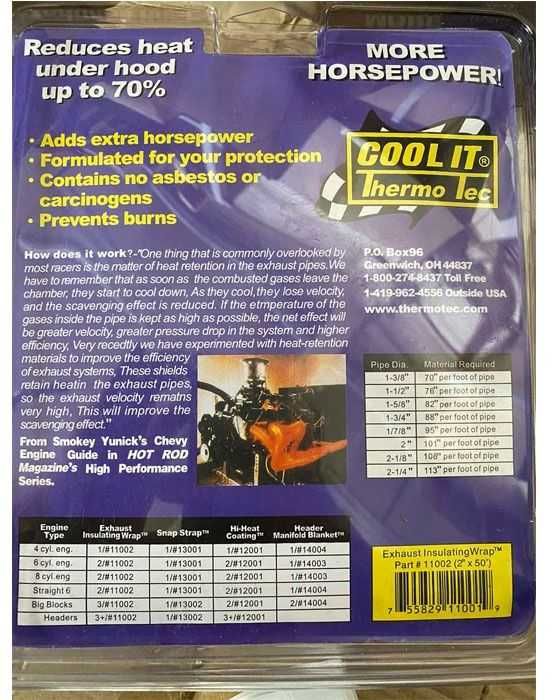 Reduces heat
under hood
up to 70%
MORE
HORSEPOWER!
• Adds extra horsepower
• Formulated for your protection
• Contains no asbestos or
carcinogens
• Prevents burns
COOL IT®
Thermo Tec
How does it work?-"One thing that is commonly overlooked by
most racers is the matter of heat retention in the exhaust pipes.We
have to remember that as soon as the combusted gases leave the
chamber, they start to cool down, As they cool, they lose velocity,
and the scavenging effect is reduced. If the etmperature of the
gases inside the pipe is kept as high as possible, the net effect will
be greater velocity, greater pressure drop in the system and higher
efficiency, Very recedtly we have experimented with heat-retention
materials to improve the efficiency
of exhaust systems, These shields
retain heatin the exhaust pipes,
so the exhaust velocity rematns
very high, This will improve the
scavenging effect."
From Smokey Yunick's Chevy
Engine Guide in HOT ROD
Magazine's High Performance
Series.
P.O. Box96
Greenwich, OH 44837
1-800-274-8437 Toll Free
1-419-962-4556 Outside USA
www.thermotec.com
Pipe Dia. Material Required
1-3/8" 70" per foot of pipe
1-1/2" 76" per foot of pipe
1-5/8" 82" per foot of pipe
1-3/4" 88" per foot of pipe
1/7/8" 95" per foot of pipe
2" 101" per foot of pipe
2-1/8" 108" per foot of pipe
2-1/4" 113" per foot of pipe
Engine Type Exhaust Insulating Wrap™ Snap Strap™ Hi-Heat Coating™ Header Manifold Blanket™
4 cyl. eng. 1/#11002 1/#13001 1/#12001 1/#14004
6 cyl. eng. 2/#11002 1/#13001 2/#12001 1/#14003
8 cyl eng. 2/#11002 1/#13001 2/#12001 1/#14003
Straight 6 2/#11002 1/#13002 2/#12001 2/#14004
Big Blocks 3/#11002 1/#13002 2/#12001 2/#14004
Headers 3+/#11002 1/#13002 3+/#12001
Exhaust InsulatingWrap™
Part # 11002 (2" x 50')
7 55829 11001 9